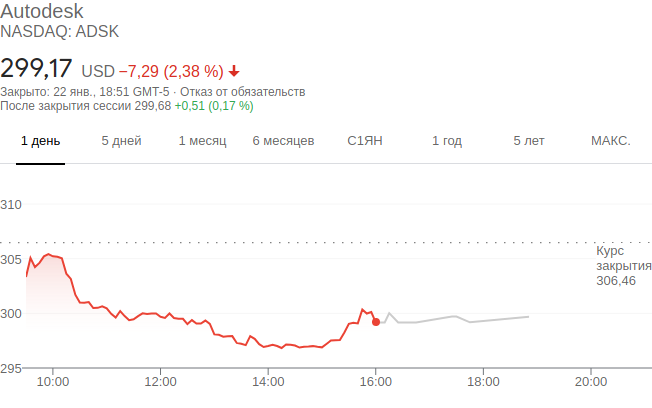 Autodesk
NASDAQ: ADSK
299,17 USD −7,29 (2,38 %)
Закрыто: 22 янв., 18:51 GMT-5 · Отказ от обязательств
После закрытия сессии 299,68 +0,51 (0,17 %)
1 день 5 дней 1 месяц 6 месяцев С1ЯН 1 год 5 лет МАКС.
310
305
300
295
Курс
закрытия
306,46
10:00 12:00 14:00 16:00 18:00 20:00